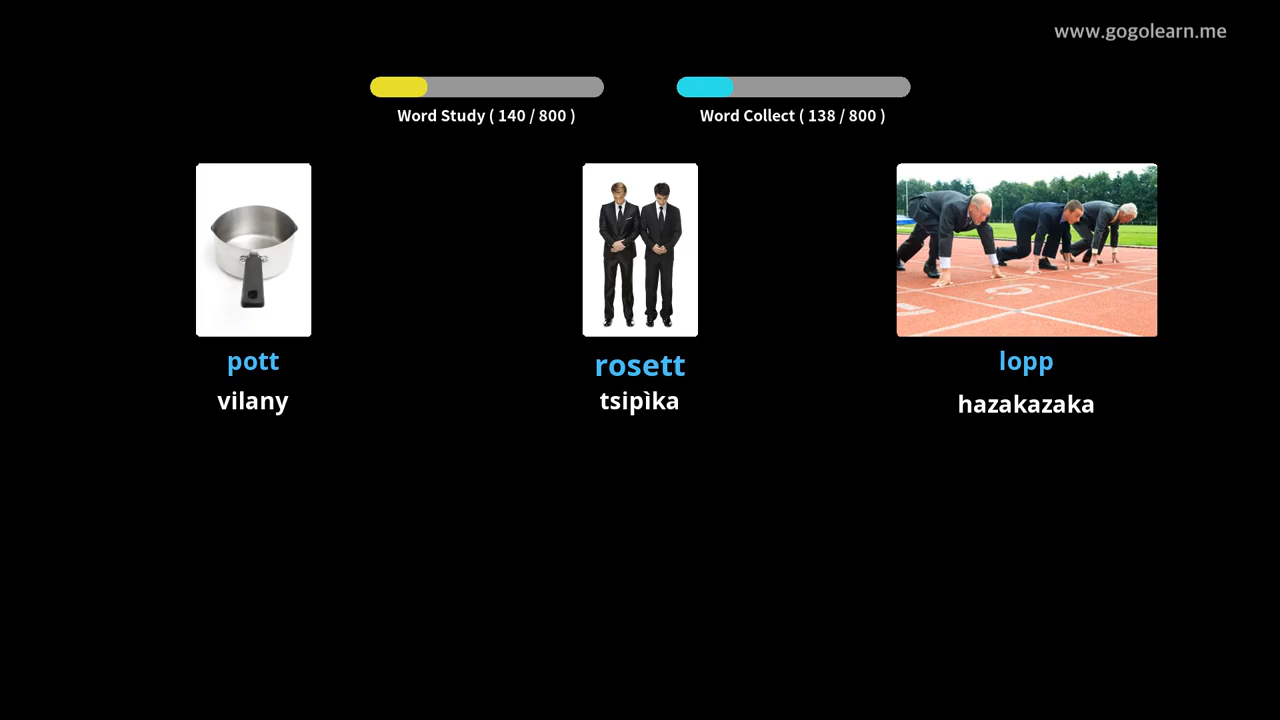 www.gogolearn.me
Word Study ( 140 / 800 )
Word Collect ( 138 / 800 )
pott
rosett
lopp
vilany
tsipìka
hazakazaka